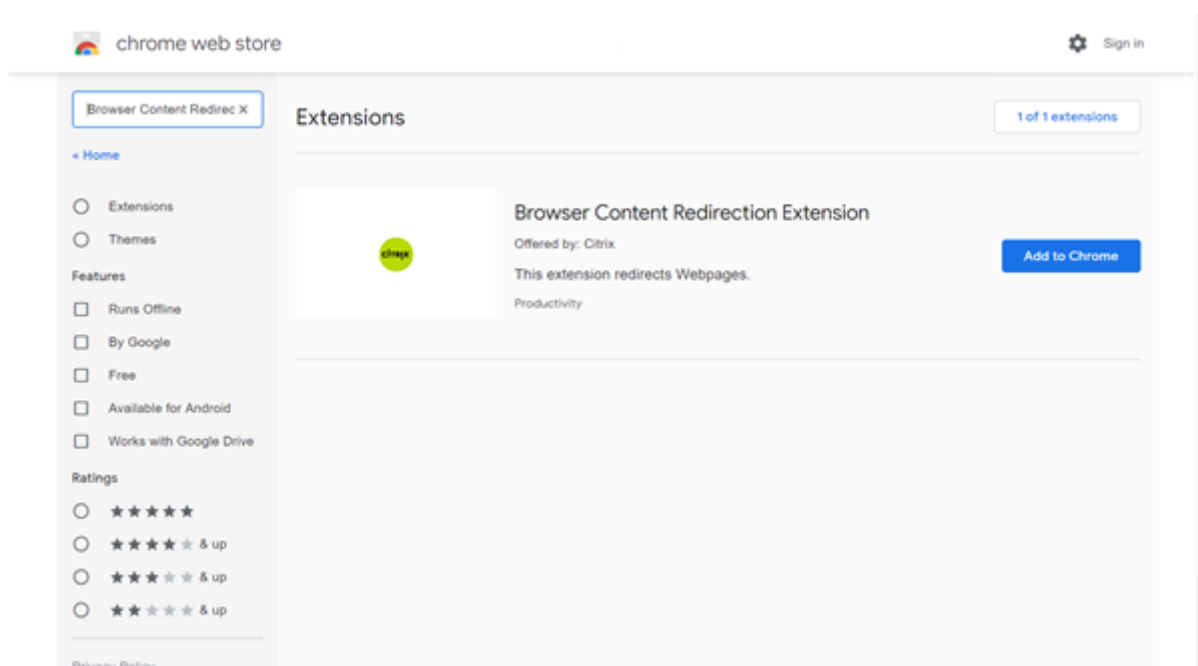 chrome web store
Sign in
Browser Content Redirec
« Home
Extensions
Themes
Features
Runs Offline
By Google
Free
Available for Android
Works with Google Drive
Ratings
& up
& up
& up
Privacy Policy
Extensions
1 of 1 extensions
citrix
Browser Content Redirection Extension
Offered by: Citrix
This extension redirects Webpages.
Productivity
Add to Chrome